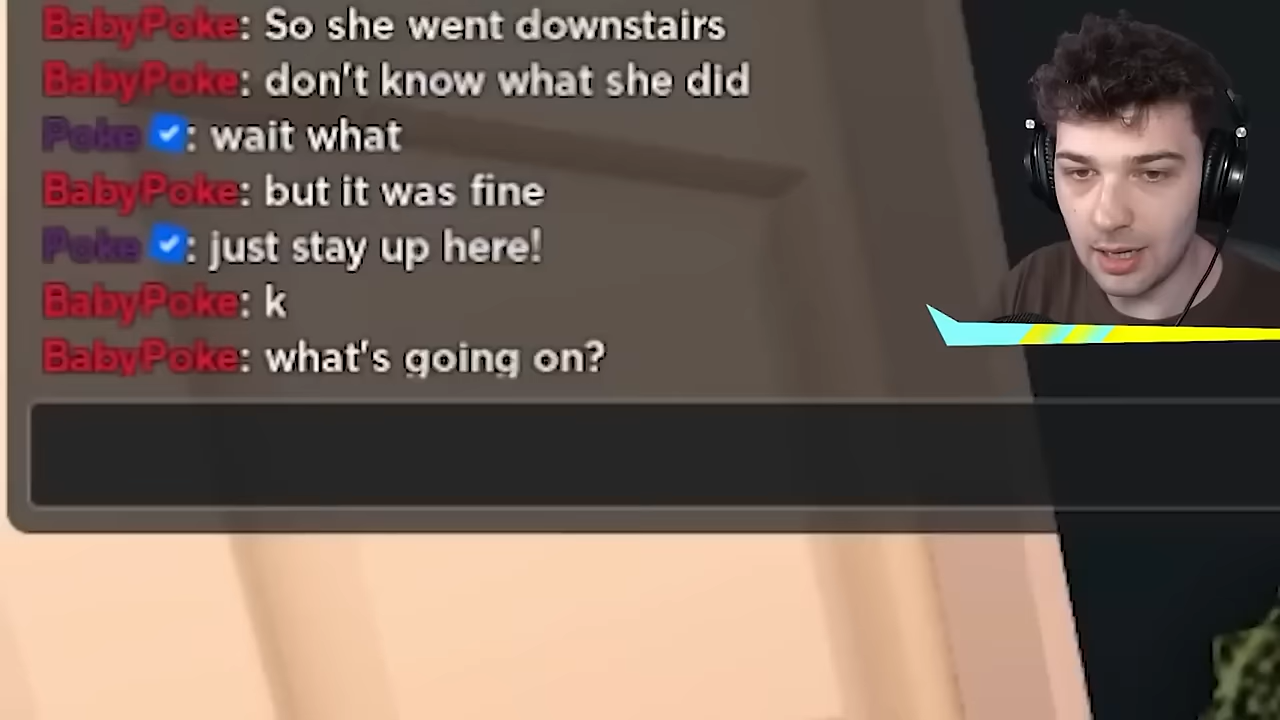 BabyPoke: So she went downstairs
BabyPoke: don't know what she did
Poke: wait what
BabyPoke: but it was fine
Poke: just stay up here!
BabyPoke: k
BabyPoke: what's going on?